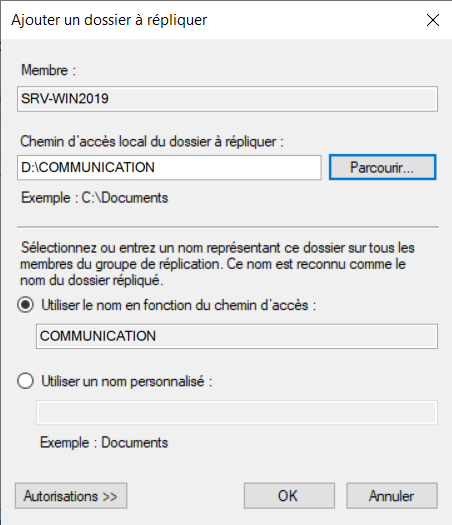 Ajouter un dossier à répliquer
Membre :
SRV-WIN2019
Chemin d'accès local du dossier à répliquer :
D:\COMMUNICATION
Parcourir...
Exemple : C:\Documents
Sélectionnez ou entrez un nom représentant ce dossier sur tous les
membres du groupe de réplication. Ce nom est reconnu comme le
nom du dossier répliqué.
Utiliser le nom en fonction du chemin d'accès :
COMMUNICATION
Utiliser un nom personnalisé :
Exemple : Documents
Autorisations >>
OK
Annuler